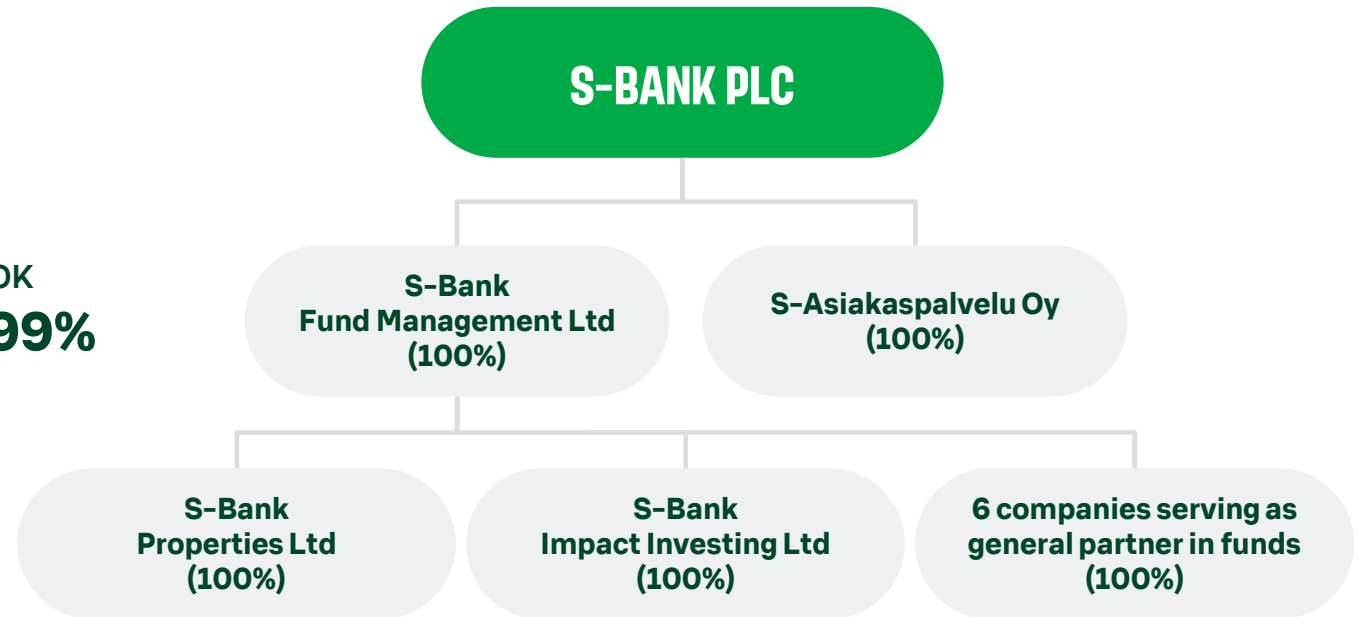 S-BANK PLC
OK
99%
S-Bank
Fund Management Ltd
(100%)
S-Asiakaspalvelu Oy
(100%)
S-Bank
Properties Ltd
(100%)
S-Bank
Impact Investing Ltd
(100%)
6 companies serving as
general partner in funds
(100%)